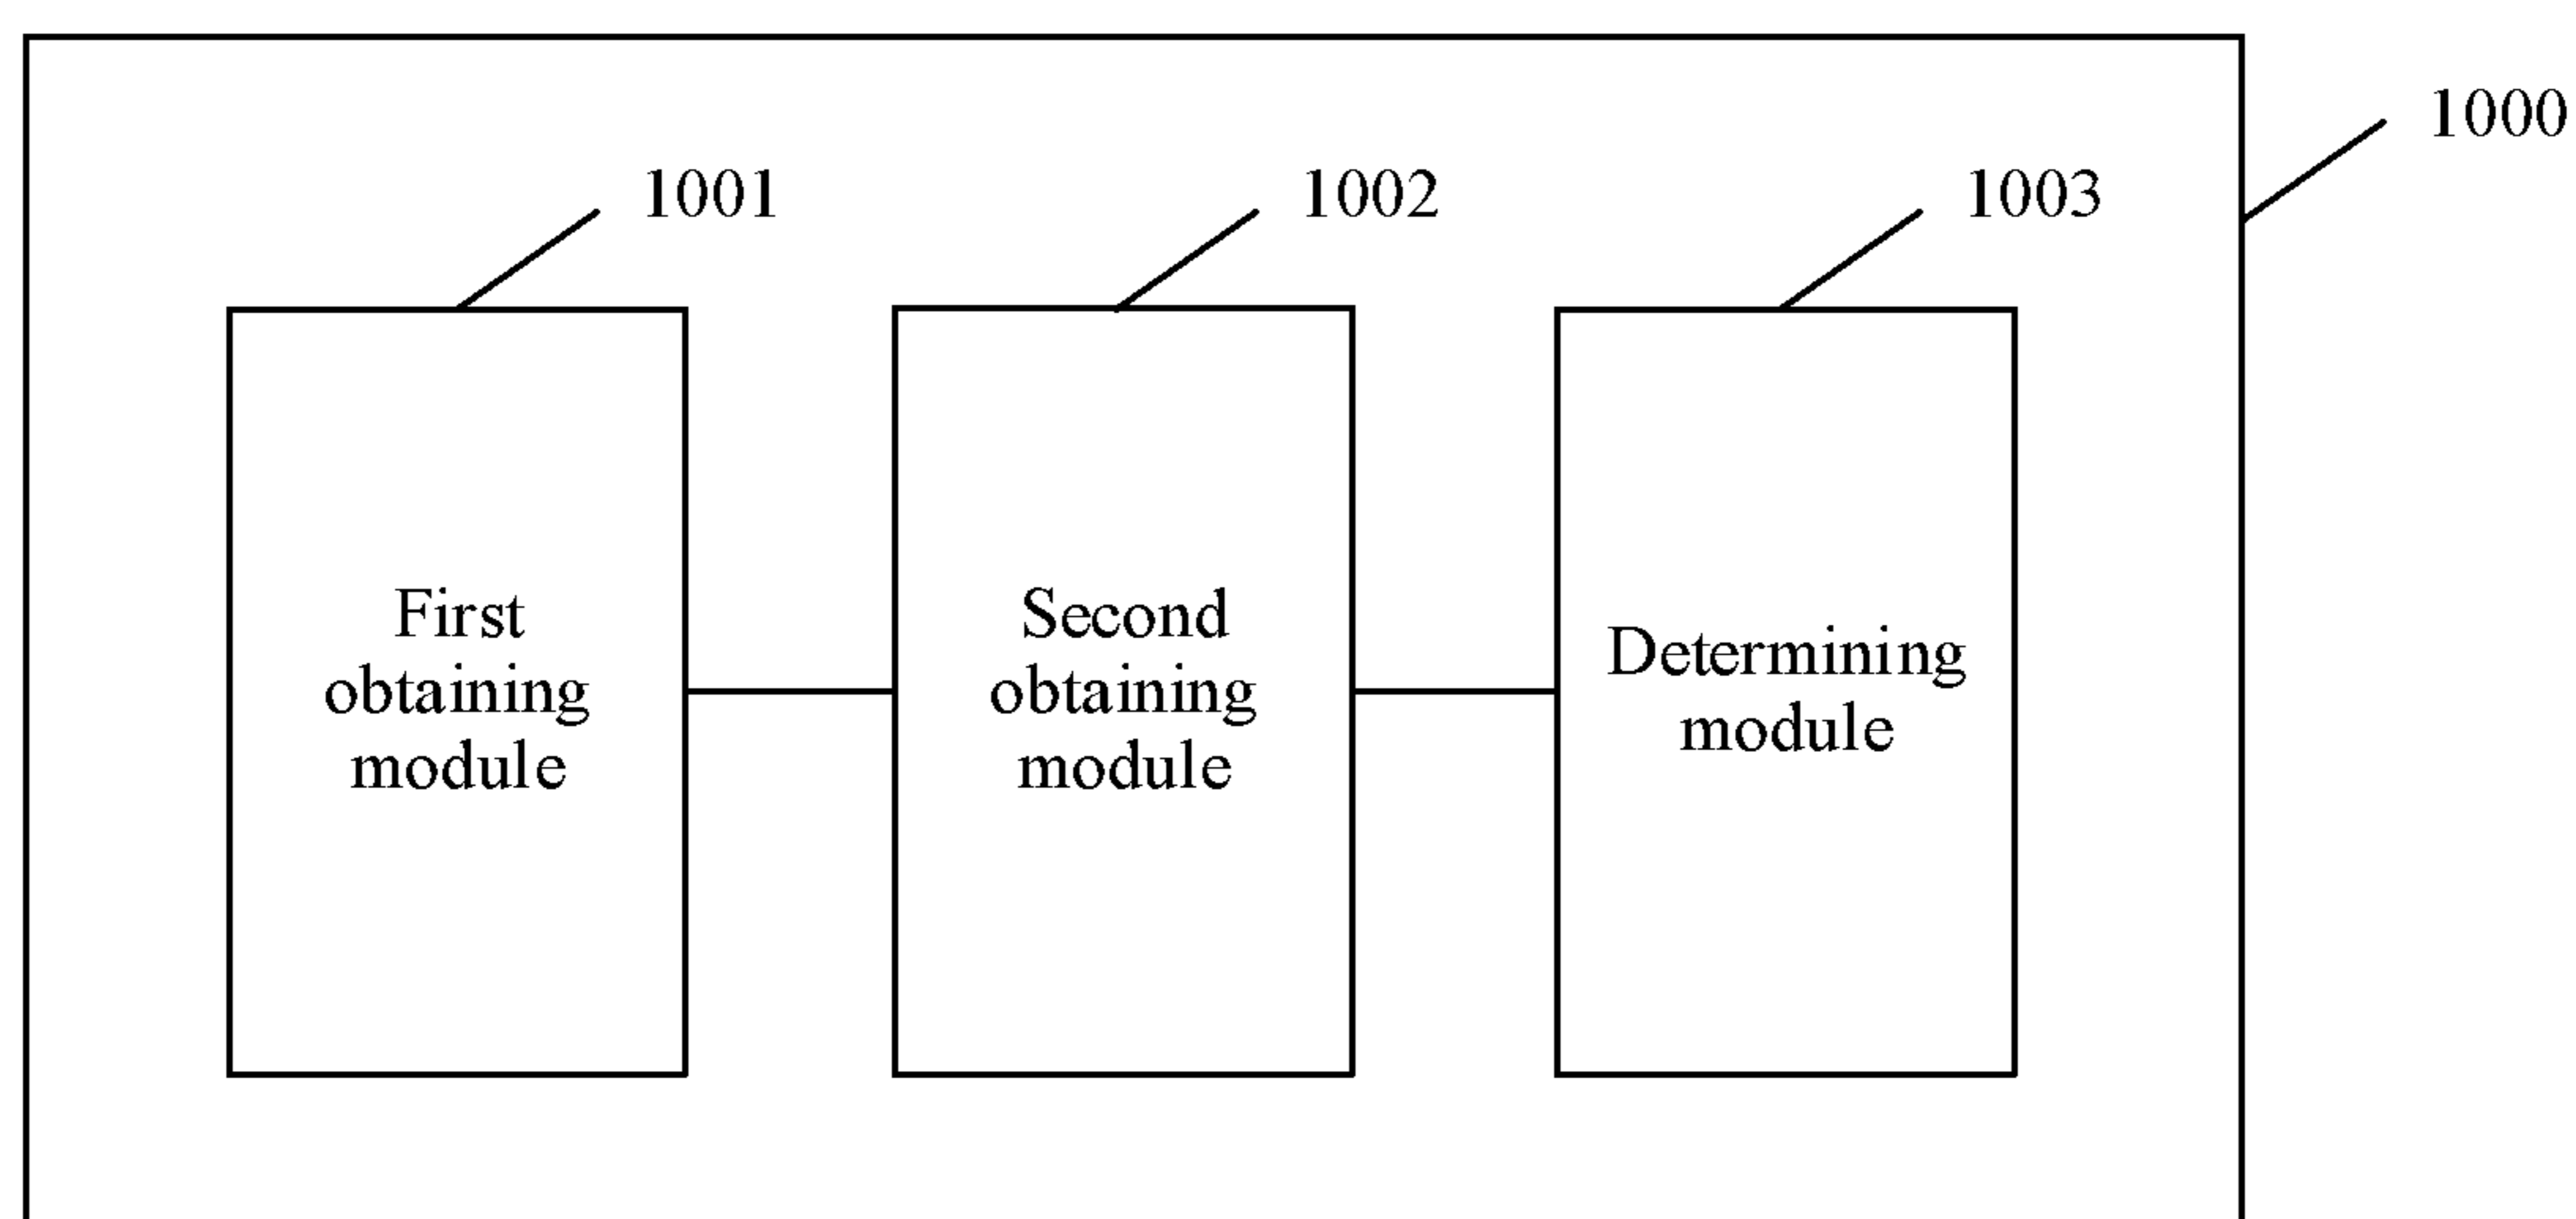 1000
1001
1002
1003
First
obtaining
module
Second
obtaining
module
Determining
module